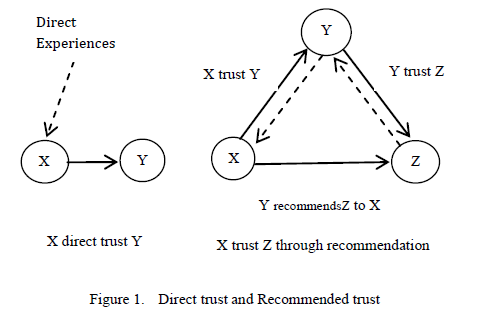 Direct
Experiences
X
Y
X direct trust Y
Y
X trust Y
Y trust Z
X
Z
Y recommendsZ to X
X trust Z through recommendation
Figure 1. Direct trust and Recommended trust